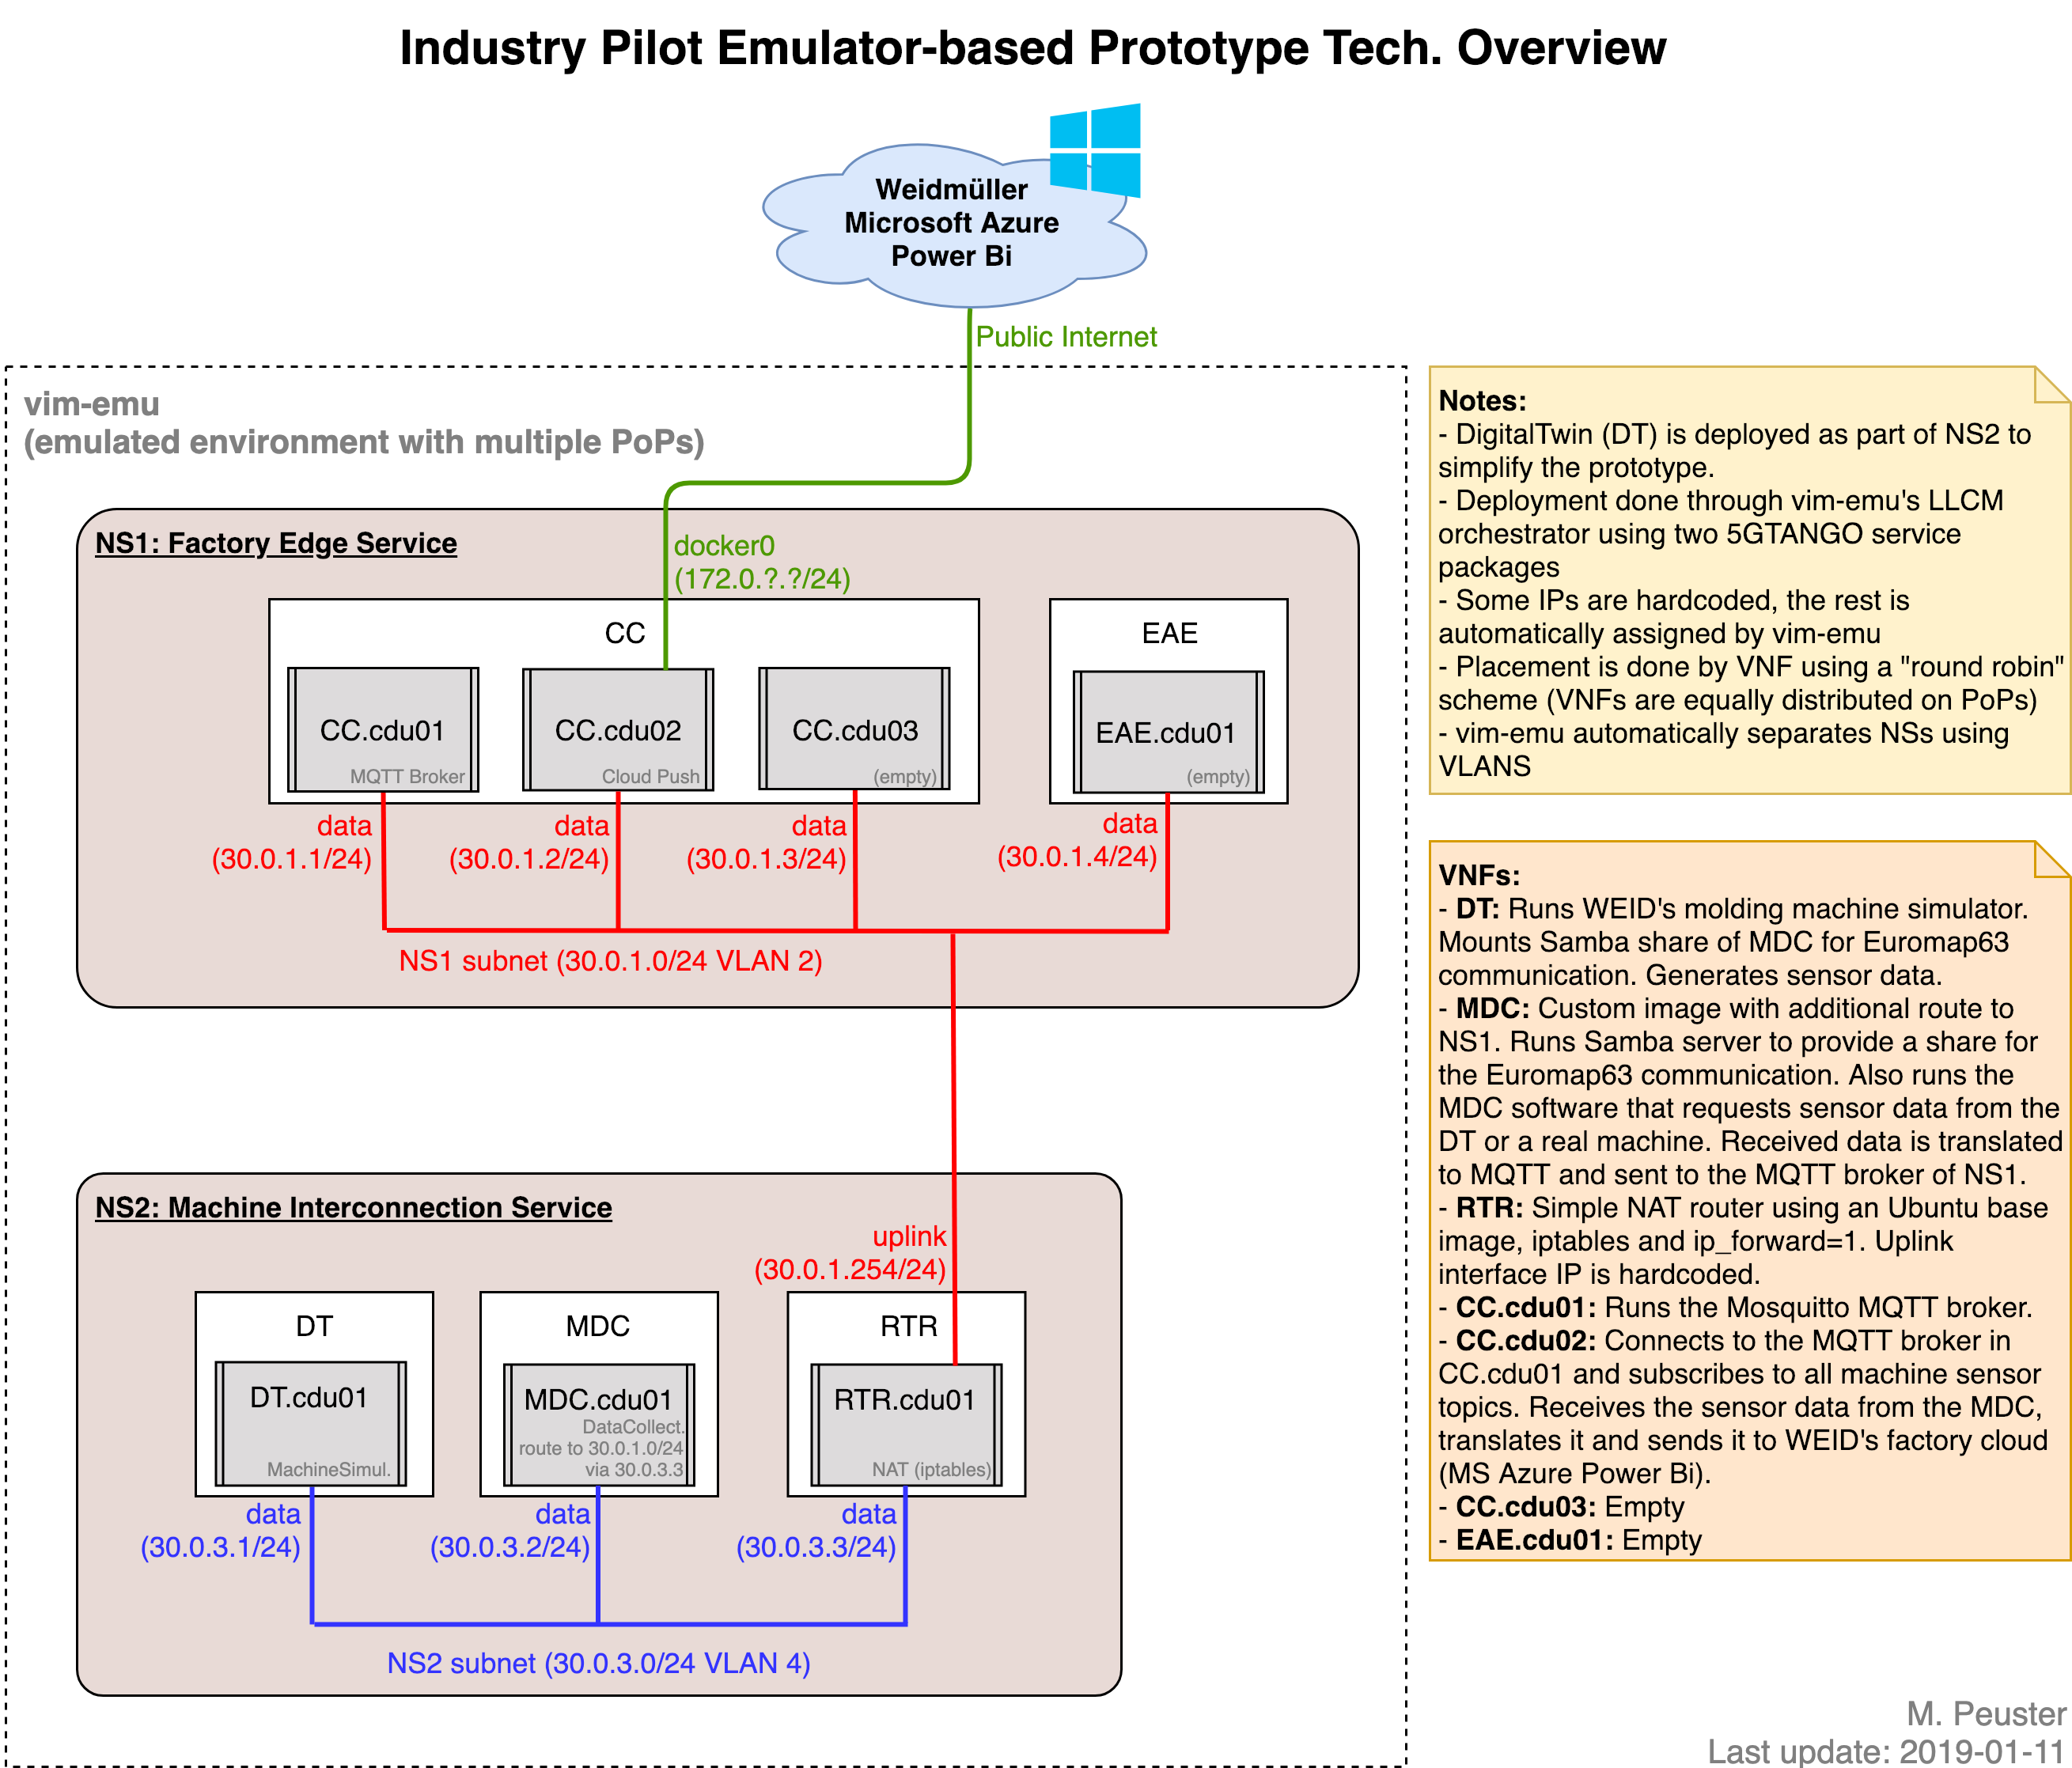 Industry Pilot Emulator-based Prototype Tech. Overview
Weidmüller
Microsoft Azure
Power Bi
Public Internet
vim-emu
(emulated environment with multiple PoPs)
NS1: Factory Edge Service
docker0
(172.0.?.?/24)
CC
EAE
CC.cdu01
MQTT Broker
CC.cdu02
Cloud Push
CC.cdu03
(empty)
EAE.cdu01
(empty)
data
(30.0.1.1/24)
data
(30.0.1.2/24)
data
(30.0.1.3/24)
data
(30.0.1.4/24)
NS1 subnet (30.0.1.0/24 VLAN 2)
NS2: Machine Interconnection Service
uplink
(30.0.1.254/24)
DT
MDC
RTR
DT.cdu01
MachineSimul.
MDC.cdu01
DataCollect.
route to 30.0.1.0/24
via 30.0.3.3
RTR.cdu01
NAT (iptables)
data
(30.0.3.1/24)
data
(30.0.3.2/24)
data
(30.0.3.3/24)
NS2 subnet (30.0.3.0/24 VLAN 4)
Notes:
- DigitalTwin (DT) is deployed as part of NS2 to
simplify the prototype.
- Deployment done through vim-emu's LLCM
orchestrator using two 5GTANGO service
packages
- Some IPs are hardcoded, the rest is
automatically assigned by vim-emu
- Placement is done by VNF using a "round robin"
scheme (VNFs are equally distributed on PoPs)
- vim-emu automatically separates NSs using
VLANS
VNFs:
- DT: Runs WEID's molding machine simulator.
Mounts Samba share of MDC for Euromap63
communication. Generates sensor data.
- MDC: Custom image with additional route to
NS1. Runs Samba server to provide a share for
the Euromap63 communication. Also runs the
MDC software that requests sensor data from the
DT or a real machine. Received data is translated
to MQTT and sent to the MQTT broker of NS1.
- RTR: Simple NAT router using an Ubuntu base
image, iptables and ip_forward=1. Uplink
interface IP is hardcoded.
- CC.cdu01: Runs the Mosquitto MQTT broker.
- CC.cdu02: Connects to the MQTT broker in
CC.cdu01 and subscribes to all machine sensor
topics. Receives the sensor data from the MDC,
translates it and sends it to WEID's factory cloud
(MS Azure Power Bi).
- CC.cdu03: Empty
- EAE.cdu01: Empty
M. Peuster
Last update: 2019-01-11